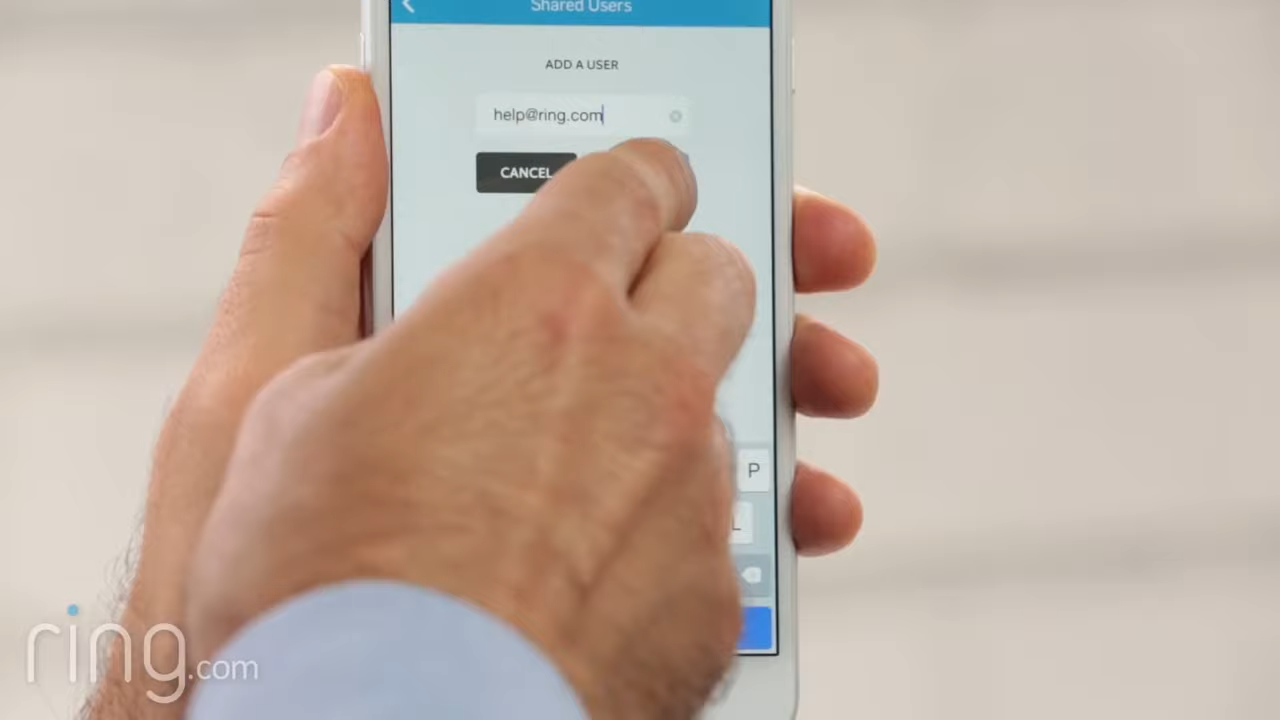 Shared Users
ADD A USER
help@ring.com
CANCEL
P
L
ring.com